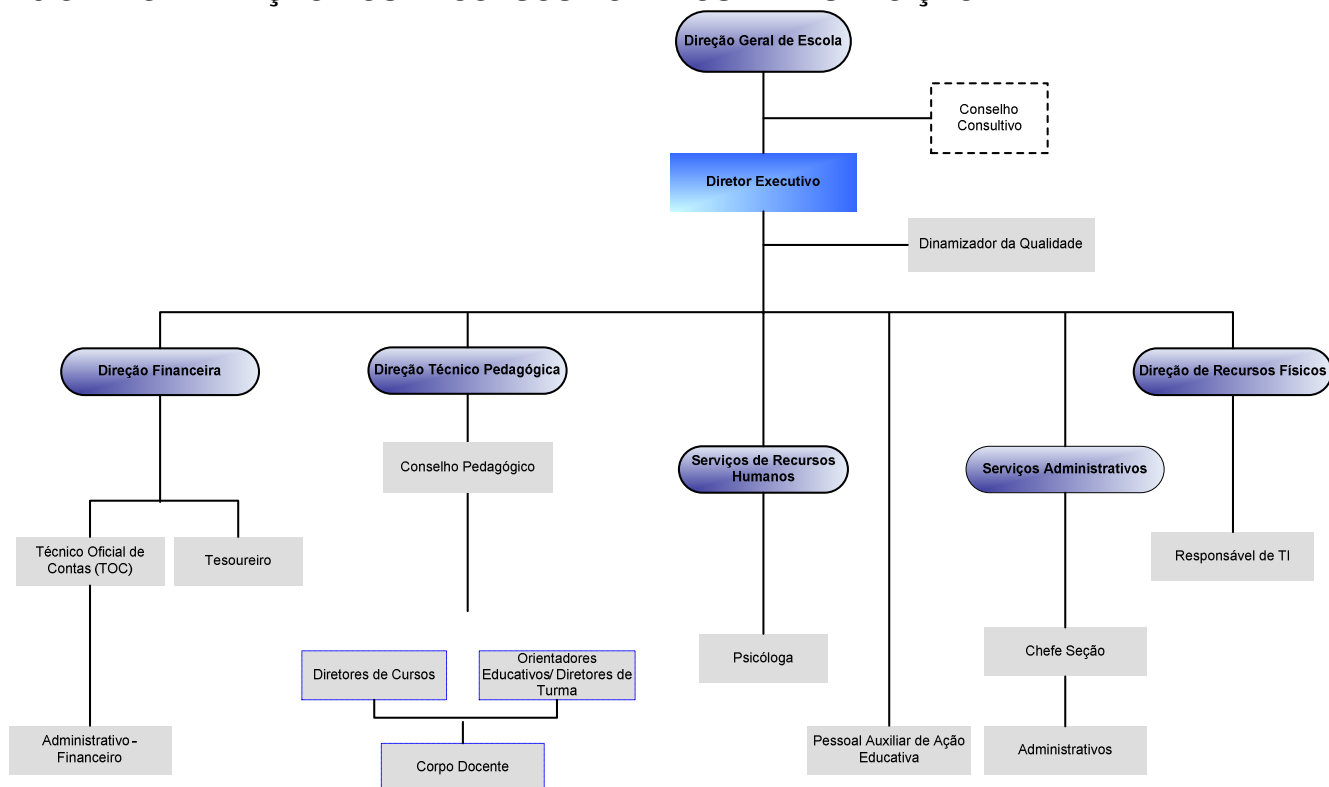 Direção Geral de Escola
Conselho
Consultivo
Diretor Executivo
Dinamizador da Qualidade
Direção Financeira
Direção Técnico Pedagógica
Direção de Recursos Físicos
Conselho Pedagógico
Serviços de Recursos
Humanos
Serviços Administrativos
Técnico Oficial de
Contas (TOC)
Tesoureiro
Responsável de TI
Diretores de Cursos
Orientadores
Educativos/ Diretores de
Turma
Psicóloga
Chefe Seção
Administrativo -
Financeiro
Corpo Docente
Pessoal Auxiliar de Ação
Educativa
Administrativos